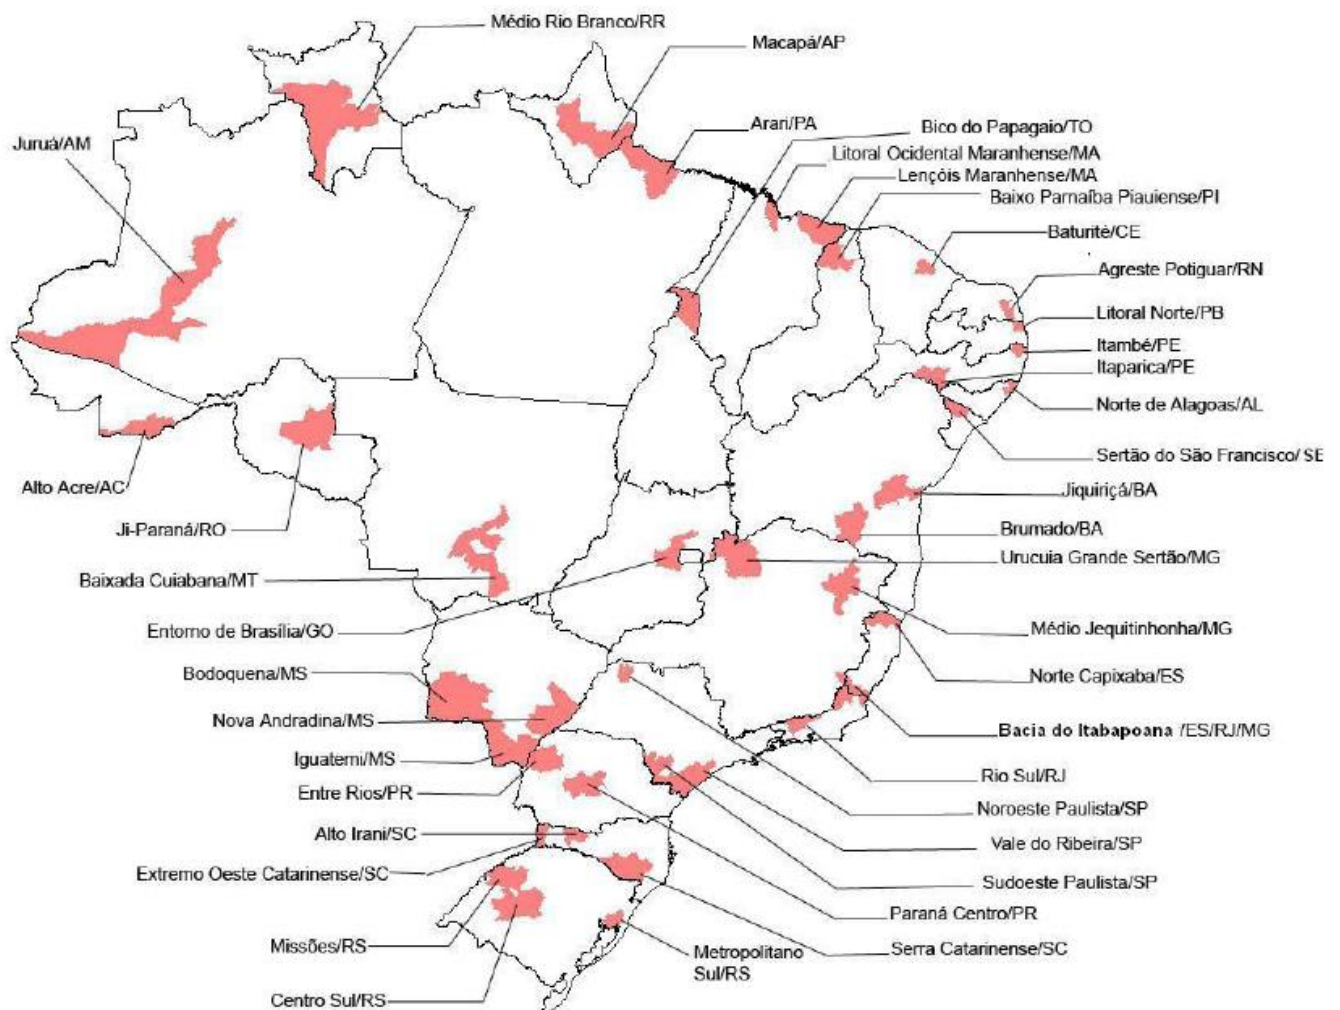 Médio Rio Branco/RR
Macapá/AP
Arari/PA
Bico do Papagaio/TO
Juruá/AM
Litoral Ocidental Maranhense/MA
Lençóis Maranhense/MA
Baixo Parnaíba Piauiense/PI
Baturité/CE
Agreste Potiguar/RN
Litoral Norte/PB
Itambé/PE
Itaparica/PE
Norte de Alagoas/AL
Sertão do São Francisco/SE
Alto Acre/AC
Jiquiriçá/BA
Ji-Paraná/RO
Brumado/BA
Urucuia Grande Sertão/MG
Baixada Cuiabana/MT
Entorno de Brasília/GO
Médio Jequitinhonha/MG
Bodoquena/MS
Norte Capixaba/ES
Nova Andradina/MS
Bacia do Itabapoana /ES/RJ/MG
Iguatemi/MS
Rio Sul/RJ
Entre Rios/PR
Noroeste Paulista/SP
Alto Irani/SC
Vale do Ribeira/SP
Extremo Oeste Catarinense/SC
Sudoeste Paulista/SP
Paraná Centro/PR
Missões/RS
Metropolitano
Sul/RS
Serra Catarinense/SC
Centro Sul/RS